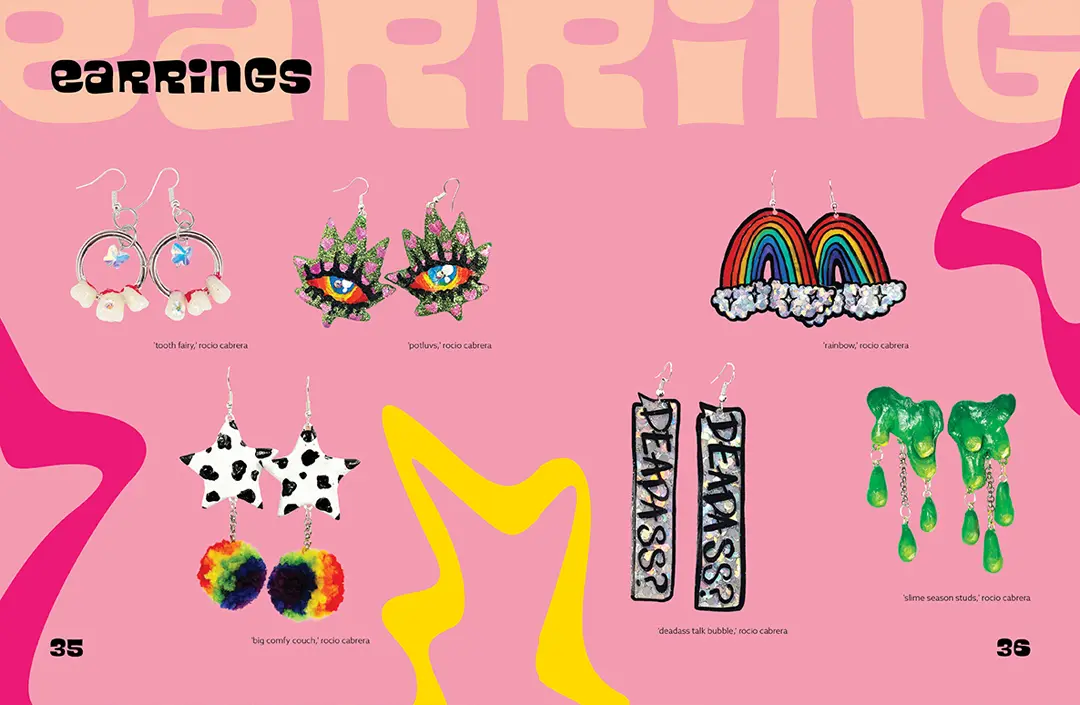 earrings
earring
'tooth fairy,' rocio cabrera
'potluvs,' rocio cabrera
'rainbow,' rocio cabrera
DEADASS?
DEADASS?
'big comfy couch,' rocio cabrera
'deadass talk bubble,' rocio cabrera
'slime season studs,' rocio cabrera
35
36